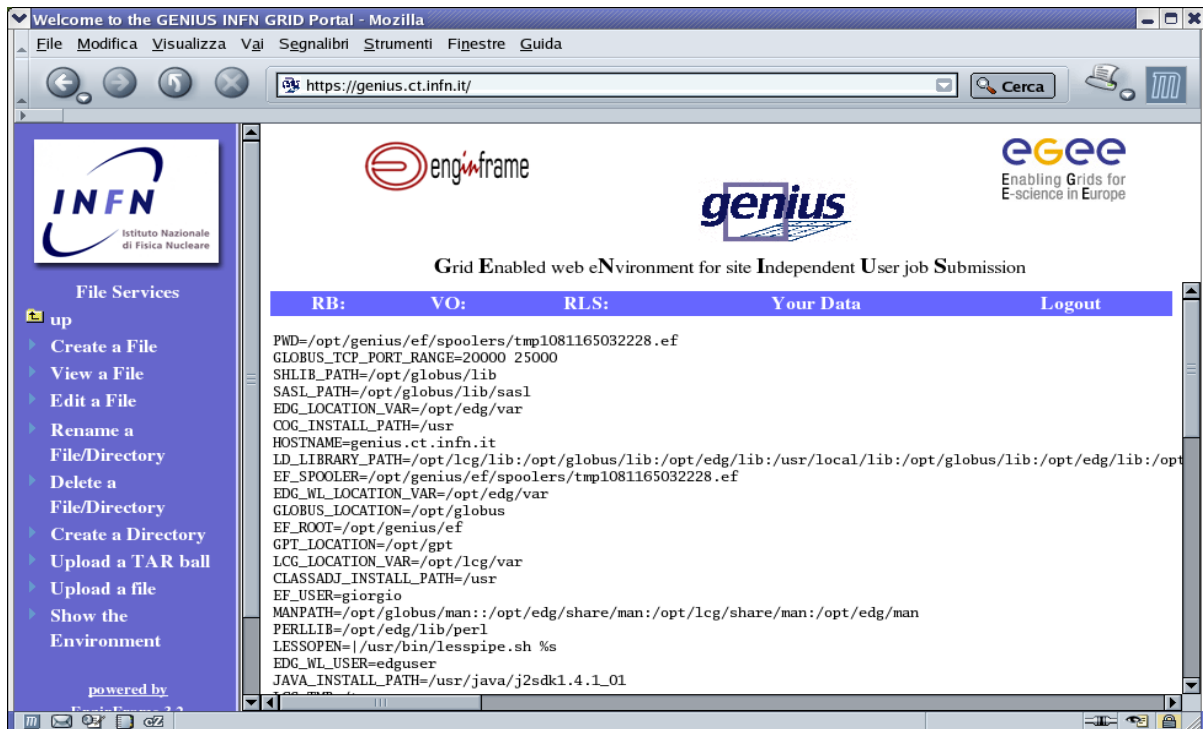 Welcome to the GENIUS INFN GRID Portal - Mozilla
File Modifica Visualizza Vai Segnalibri Strumenti Finestre Guida
https://genius.ct.infn.it/
Cerca
INFN
Istituto Nazionale
di Fisica Nucleare
File Services
up
Create a File
View a File
Edit a File
Rename a
File/Directory
Delete a
File/Directory
Create a Directory
Upload a TAR ball
Upload a file
Show the
Environment
powered by
EnginFrame 3.2
enginframe
genius
egee
Enabling Grids for
E-science in Europe
Grid Enabled web eNvironment for site Independent User job Submission
RB: VO: RLS: Your Data Logout
PWD=/opt/genius/ef/spoolers/tmp1081165032228.ef
GLOBUS_TCP_PORT_RANGE=20000 25000
SHLIB_PATH=/opt/globus/lib
SASL_PATH=/opt/globus/lib/sasl
EDG_LOCATION_VAR=/opt/edg/var
COG_INSTALL_PATH=/usr
HOSTNAME=genius.ct.infn.it
LD_LIBRARY_PATH=/opt/lcg/lib:/opt/globus/lib:/opt/edg/lib:/usr/local/lib:/opt/globus/lib:/opt/edg/lib:/opt
EF_SPOOLER=/opt/genius/ef/spoolers/tmp1081165032228.ef
EDG_WL_LOCATION_VAR=/opt/edg/var
GLOBUS_LOCATION=/opt/globus
EF_ROOT=/opt/genius/ef
GPT_LOCATION=/opt/gpt
LCG_LOCATION_VAR=/opt/lcg/var
CLASSADJ_INSTALL_PATH=/usr
EF_USER=giorgio
MANPATH=/opt/globus/man::/opt/edg/share/man:/opt/lcg/share/man:/opt/edg/man
PERLLIB=/opt/edg/lib/perl
LESSOPEN=|/usr/bin/lesspipe.sh %s
EDG_WL_USER=edguser
JAVA_INSTALL_PATH=/usr/java/j2sdk1.4.1_01